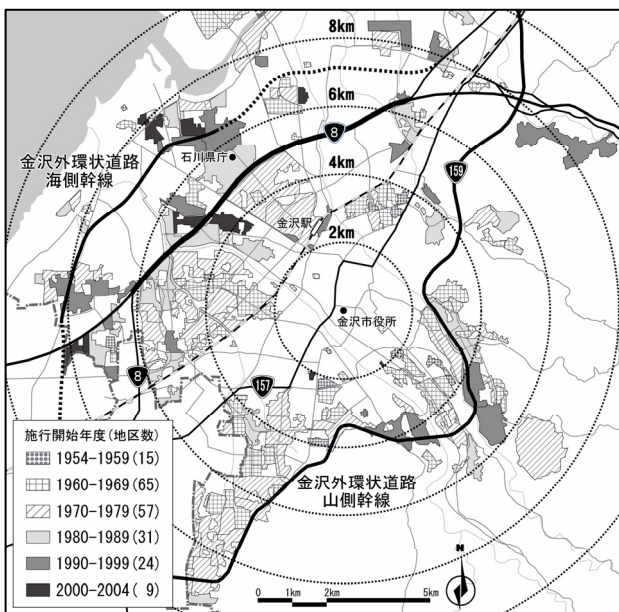 8km
6km
4km
2km
金沢外環状道路
海側幹線
石川県庁
8
159
金沢駅
金沢市役所
8
157
金沢外環状道路
山側幹線
施行開始年度(地区数)
1954-1959(15)
1960-1969(65)
1970-1979(57)
1980-1989(31)
1990-1999(24)
2000-2004( 9)
N
0 1km 2km 5km